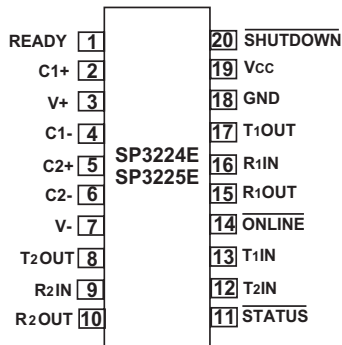 READY 1
C1+ 2
V+ 3
C1- 4
C2+ 5
C2- 6
V- 7
T2OUT 8
R2IN 9
R2OUT 10
SP3224E
SP3225E
20 SHUTDOWN
19 VCC
18 GND
17 T1OUT
16 R1IN
15 R1OUT
14 ONLINE
13 T1IN
12 T2IN
11 STATUS